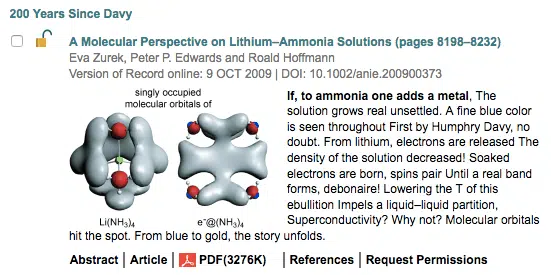 200 Years Since Davy
A Molecular Perspective on Lithium–Ammonia Solutions (pages 8198–8232)
Eva Zurek, Peter P. Edwards and Roald Hoffmann
Version of Record online: 9 OCT 2009 | DOI: 10.1002/anie.200900373
singly occupied
molecular orbitals of
Li(NH₃)₄
e⁻@(NH₃)₄
If, to ammonia one adds a metal, The
solution grows real unsettled. A fine blue color
is seen throughout First by Humphry Davy, no
doubt. From lithium, electrons are released The
density of the solution decreased! Soaked
electrons are born, spins pair Until a real band
forms, debonaire! Lowering the T of this
ebullition Impels a liquid–liquid partition,
Superconductivity? Why not? Molecular orbitals
hit the spot. From blue to gold, the story unfolds.
Abstract | Article | PDF(3276K) | References | Request Permissions